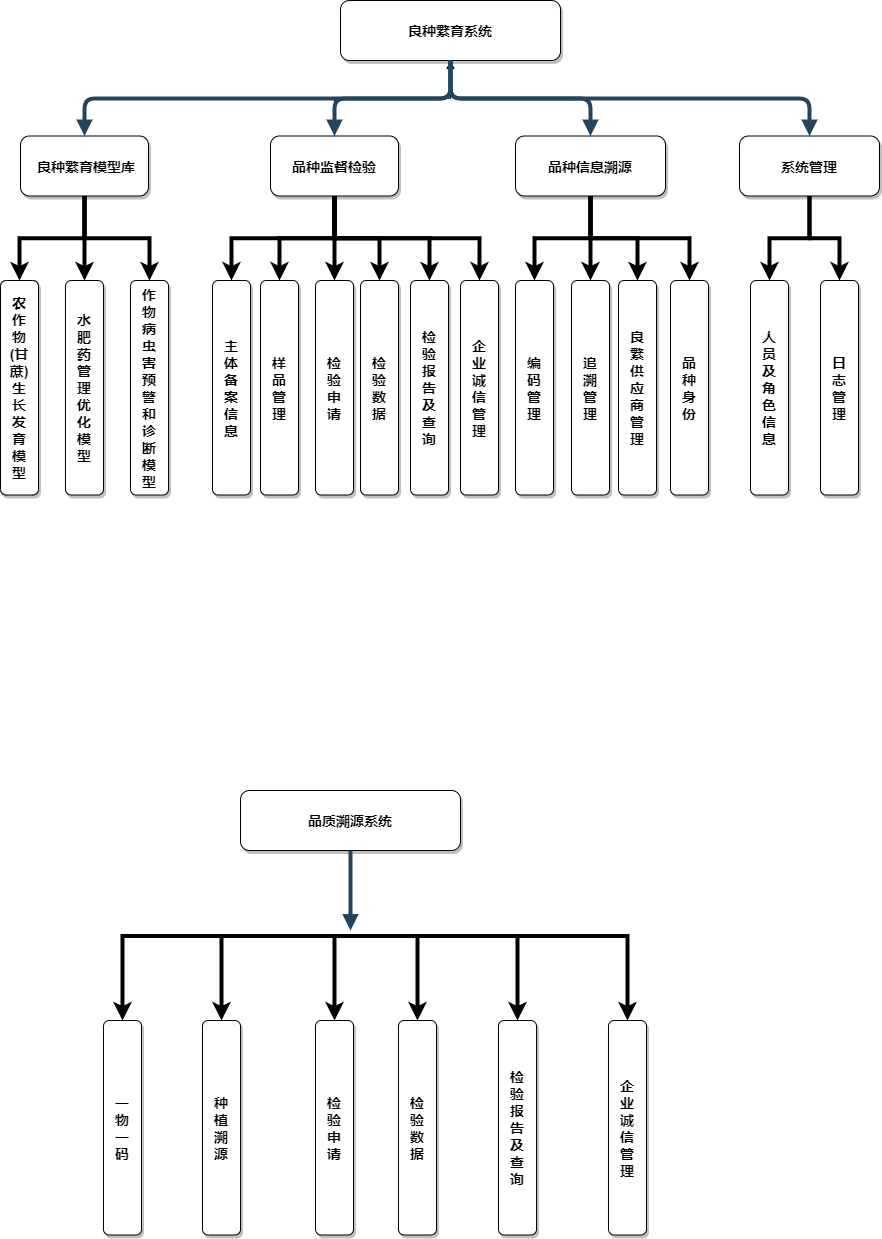 良种繁育系统
良种繁育模型库
品种监督检验
品种信息溯源
系统管理
农作物(甘蔗)生长发育模型
水肥药管理优化模型
作物病虫害预警和诊断模型
主体备案信息
样品管理
检验申请
检验数据
检验报告及查询
企业诚信管理
编码管理
追溯管理
良繁供应商管理
品种身份
人员及角色信息
日志管理
品质溯源系统
一物一码
种植溯源
检验申请
检验数据
检验报告及查询
企业诚信管理